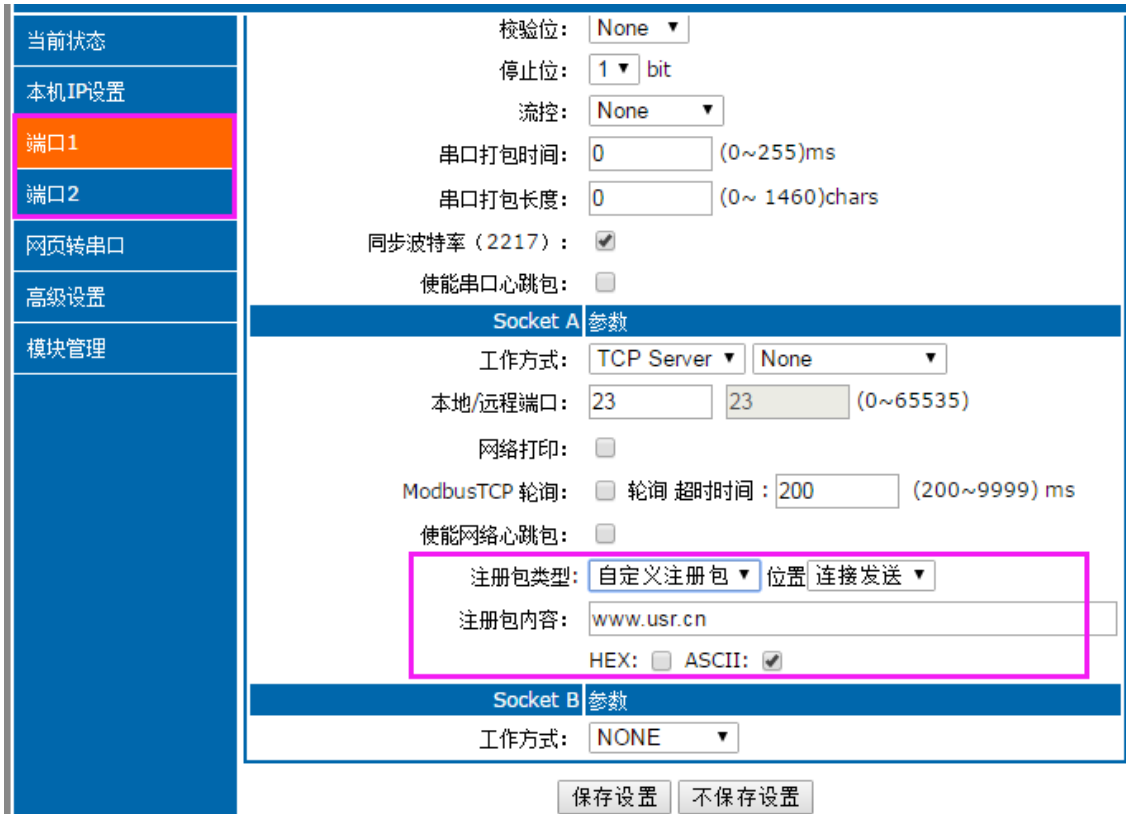 当前状态
本机IP设置
端口1
端口2
网页转串口
高级设置
模块管理
校验位: None
停止位: 1 bit
流控: None
串口打包时间: 0 (0~255)ms
串口打包长度: 0 (0~ 1460)chars
同步波特率（2217）:
使能串口心跳包:
Socket A 参数
工作方式: TCP Server None
本地/远程端口: 23 23 (0~65535)
网络打印:
ModbusTCP 轮询: 轮询 超时时间 : 200 (200~9999) ms
使能网络心跳包:
注册包类型: 自定义注册包 位置 连接发送
注册包内容: www.usr.cn
HEX: ASCII:
Socket B 参数
工作方式: NONE
保存设置 不保存设置